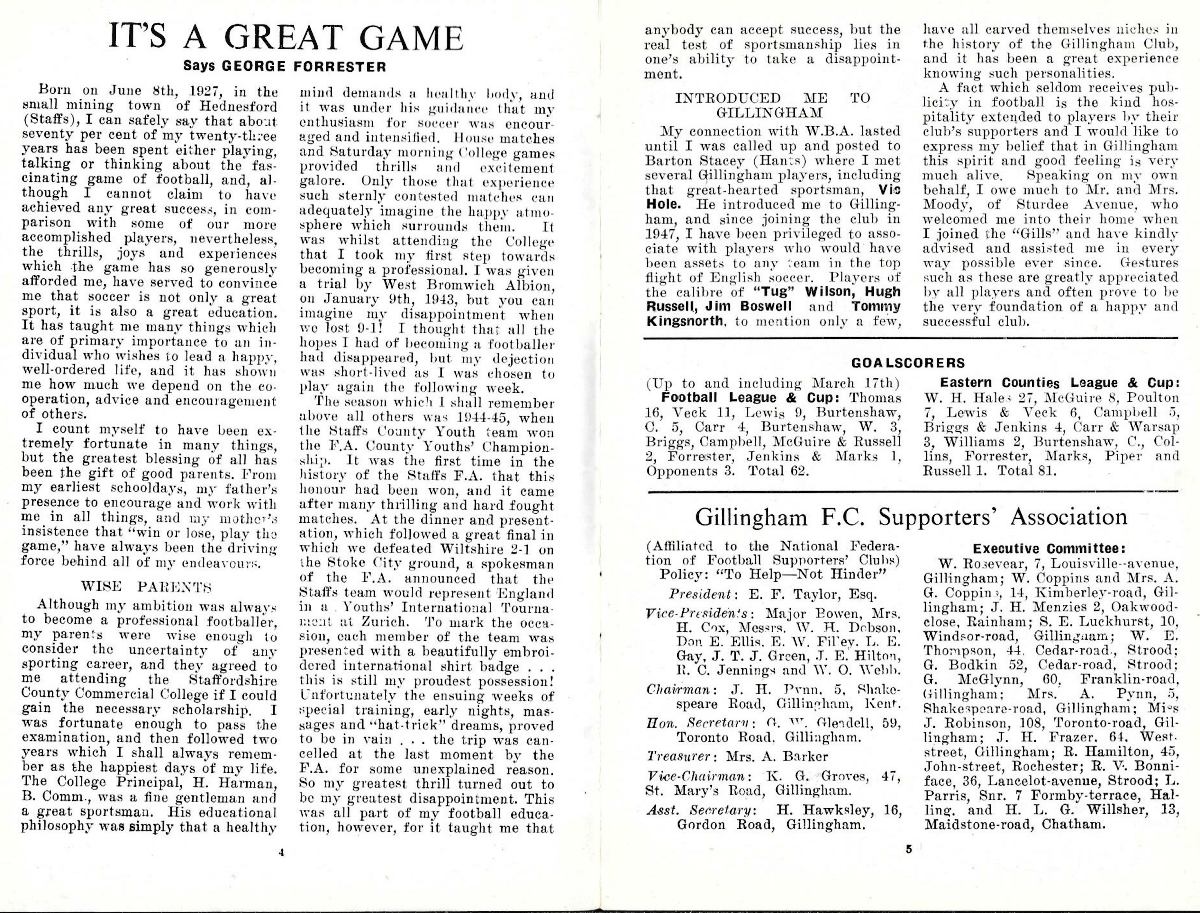 IT'S A GREAT GAME
Says GEORGE FORRESTER
Born on June 8th, 1927, in the
small mining town of Hednesford
(Staffs), I can safely say that about
seventy per cent of my twenty-three
years has been spent either playing,
talking or thinking about the fas-
cinating game of football, and, al-
though I cannot claim to have
achieved any great success, in com-
parison with some of our more
accomplished players, nevertheless,
the thrills, joys and experiences
which the game has so generously
afforded me, have served to convince
me that soccer is not only a great
sport, it is also a great education.
It has taught me many things which
are of primary importance to an in-
dividual who wishes to lead a happy,
well-ordered life, and it has shown
me how much we depend on the co-
operation, advice and encouragement
of others.
I count myself to have been ex-
tremely fortunate in many things,
but the greatest blessing of all has
been the gift of good parents. From
my earliest schooldays, my father's
presence to encourage and work with
me in all things, and my mother's
insistence that "win or lose, play the
game," have always been the driving
force behind all of my endeavours.
WISE PARENTS
Although my ambition was always
to become a professional footballer,
my parents were wise enough to
consider the uncertainty of any
sporting career, and they agreed to
me attending the Staffordshire
County Commercial College if I could
gain the necessary scholarship. I
was fortunate enough to pass the
examination, and then followed two
years which I shall always remem-
ber as the happiest days of my life.
The College Principal, H. Harman,
B. Comm., was a fine gentleman and
a great sportsman. His educational
philosophy was simply that a healthy
mind demands a healthy body, and
it was under his guidance that my
enthusiasm for soccer was encour-
aged and intensified. House matches
and Saturday morning College games
provided thrills and excitement
galore. Only those that experience
such sternly contested matches can
adequately imagine the happy atmo-
sphere which surrounds them. It
was whilst attending the College
that I took my first step towards
becoming a professional. I was given
a trial by West Bromwich Albion,
on January 9th, 1943, but you can
imagine my disappointment when
we lost 9-1! I thought that all the
hopes I had of becoming a footballer
had disappeared, but my dejection
was short-lived as I was chosen to
play again the following week.
The season which I shall remember
above all others was 1944-45, when
the Staffs County Youth team won
the F.A. County Youths' Champion-
ship. It was the first time in the
history of the Staffs F.A. that this
honour had been won, and it came
after many thrilling and hard fought
matches. At the dinner and present-
ation, which followed a great final in
which we defeated Wiltshire 2-1 on
the Stoke City ground, a spokesman
of the F.A. announced that the
Staffs team would represent England
in a Youths' International Tourna-
ment at Zurich. To mark the occa-
sion, each member of the team was
presented with a beautifully embroi-
dered international shirt badge . . .
this is still my proudest possession!
Unfortunately the ensuing weeks of
special training, early nights, mas-
sages and "hat-trick" dreams, proved
to be in vain . . . the trip was can-
celled at the last moment by the
F.A. for some unexplained reason.
So my greatest thrill turned out to
be my greatest disappointment. This
was all part of my football educa-
tion, however, for it taught me that
4
anybody can accept success, but the
real test of sportsmanship lies in
one's ability to take a disappoint-
ment.
INTRODUCED ME TO
GILLINGHAM
My connection with W.B.A. lasted
until I was called up and posted to
Barton Stacey (Hants) where I met
several Gillingham players, including
that great-hearted sportsman, Vic
Hole. He introduced me to Gilling-
ham, and since joining the club in
1947, I have been privileged to asso-
ciate with players who would have
been assets to any team in the top
flight of English soccer. Players of
the calibre of "Tug" Wilson, Hugh
Russell, Jim Boswell and Tommy
Kingsnorth, to mention only a few,
have all carved themselves niches in
the history of the Gillingham Club,
and it has been a great experience
knowing such personalities.
A fact which seldom receives pub-
licity in football is the kind hos-
pitality extended to players by their
club's supporters and I would like to
express my belief that in Gillingham
this spirit and good feeling is very
much alive. Speaking on my own
behalf, I owe much to Mr. and Mrs.
Moody, of Sturdee Avenue, who
welcomed me into their home when
I joined the "Gills" and have kindly
advised and assisted me in every
way possible ever since. Gestures
such as these are greatly appreciated
by all players and often prove to be
the very foundation of a happy and
successful club.
GOALSCORERS
(Up to and including March 17th)
Football League & Cup: Thomas
16, Veck 11, Lewis 9, Burtenshaw,
C. 5, Carr 4, Burtenshaw, W. 3,
Briggs, Campbell, McGuire & Russell
2, Forrester, Jenkins & Marks 1,
Opponents 3. Total 62.
Eastern Counties League & Cup:
W. H. Hales 27, McGuire 8, Poulton
7, Lewis & Veck 6, Campbell 5,
Briggs & Jenkins 4, Carr & Warsap
3, Williams 2, Burtenshaw, C., Col-
lins, Forrester, Marks, Piper and
Russell 1. Total 81.
Gillingham F.C. Supporters' Association
(Affiliated to the National Federa-
tion of Football Supporters' Clubs)
Policy: "To Help—Not Hinder"
President: E. F. Taylor, Esq.
Vice-Presidents: Major Bowen, Mrs.
H. Cox, Messrs. W. H. Dobson,
Don E. Ellis, E. W. Filey, L. E.
Gay, J. T. J. Green, J. E. Hilton,
R. C. Jennings and W. O. Webb.
Chairman: J. H. Pynn, 5, Shake-
speare Road, Gillingham, Kent.
Hon. Secretary: G. W. Glendell, 59,
Toronto Road, Gillingham.
Treasurer: Mrs. A. Barker
Vice-Chairman: K. G. Groves, 47,
St. Mary's Road, Gillingham.
Asst. Secretary: H. Hawksley, 16,
Gordon Road, Gillingham.
Executive Committee:
W. Rosevear, 7, Louisville-avenue,
Gillingham; W. Coppins and Mrs. A.
G. Coppins, 14, Kimberley-road, Gil-
lingham; J. H. Menzies 2, Oakwood-
close, Rainham; S. E. Luckhurst, 10,
Windsor-road, Gillingham; W. E.
Thompson, 44, Cedar-road, Strood;
G. Bodkin 52, Cedar-road, Strood;
G. McGlynn, 60, Franklin-road,
Gillingham; Mrs. A. Pynn, 5,
Shakespeare-road, Gillingham; Miss
J. Robinson, 108, Toronto-road, Gil-
lingham; J. H. Frazer, 64, West-
street, Gillingham; R. Hamilton, 45,
John-street, Rochester; R. V. Bonni-
face, 36, Lancelot-avenue, Strood; L.
Parris, Snr. 7 Formby-terrace, Hal-
ling, and H. L. G. Willsher, 13,
Maidstone-road, Chatham.
5